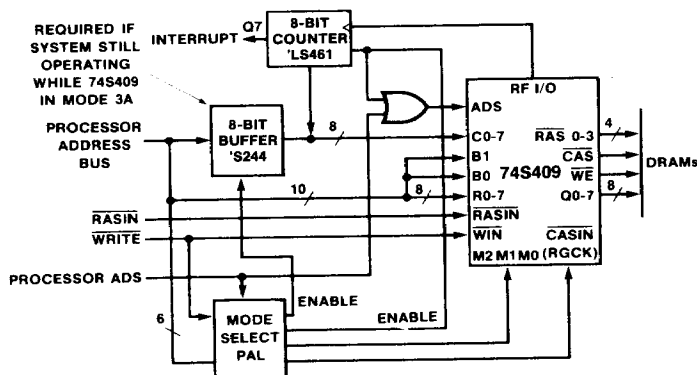 REQUIRED IF
SYSTEM STILL
OPERATING
WHILE 74S409
IN MODE 3A
INTERRUPT
Q7
8-BIT
COUNTER
'LS461
PROCESSOR
ADDRESS
BUS
8-BIT
BUFFER
'S244
8
10
8
RF I/O
ADS
C0-7
B1
B0
R0-7
RASIN
WIN
74S409
RAS 0-3
CAS
WE
Q0-7
CASIN
M2 M1 M0 (RGCK)
4
8
DRAMs
RASIN
WRITE
PROCESSOR ADS
ENABLE
ENABLE
6
MODE
SELECT
PAL